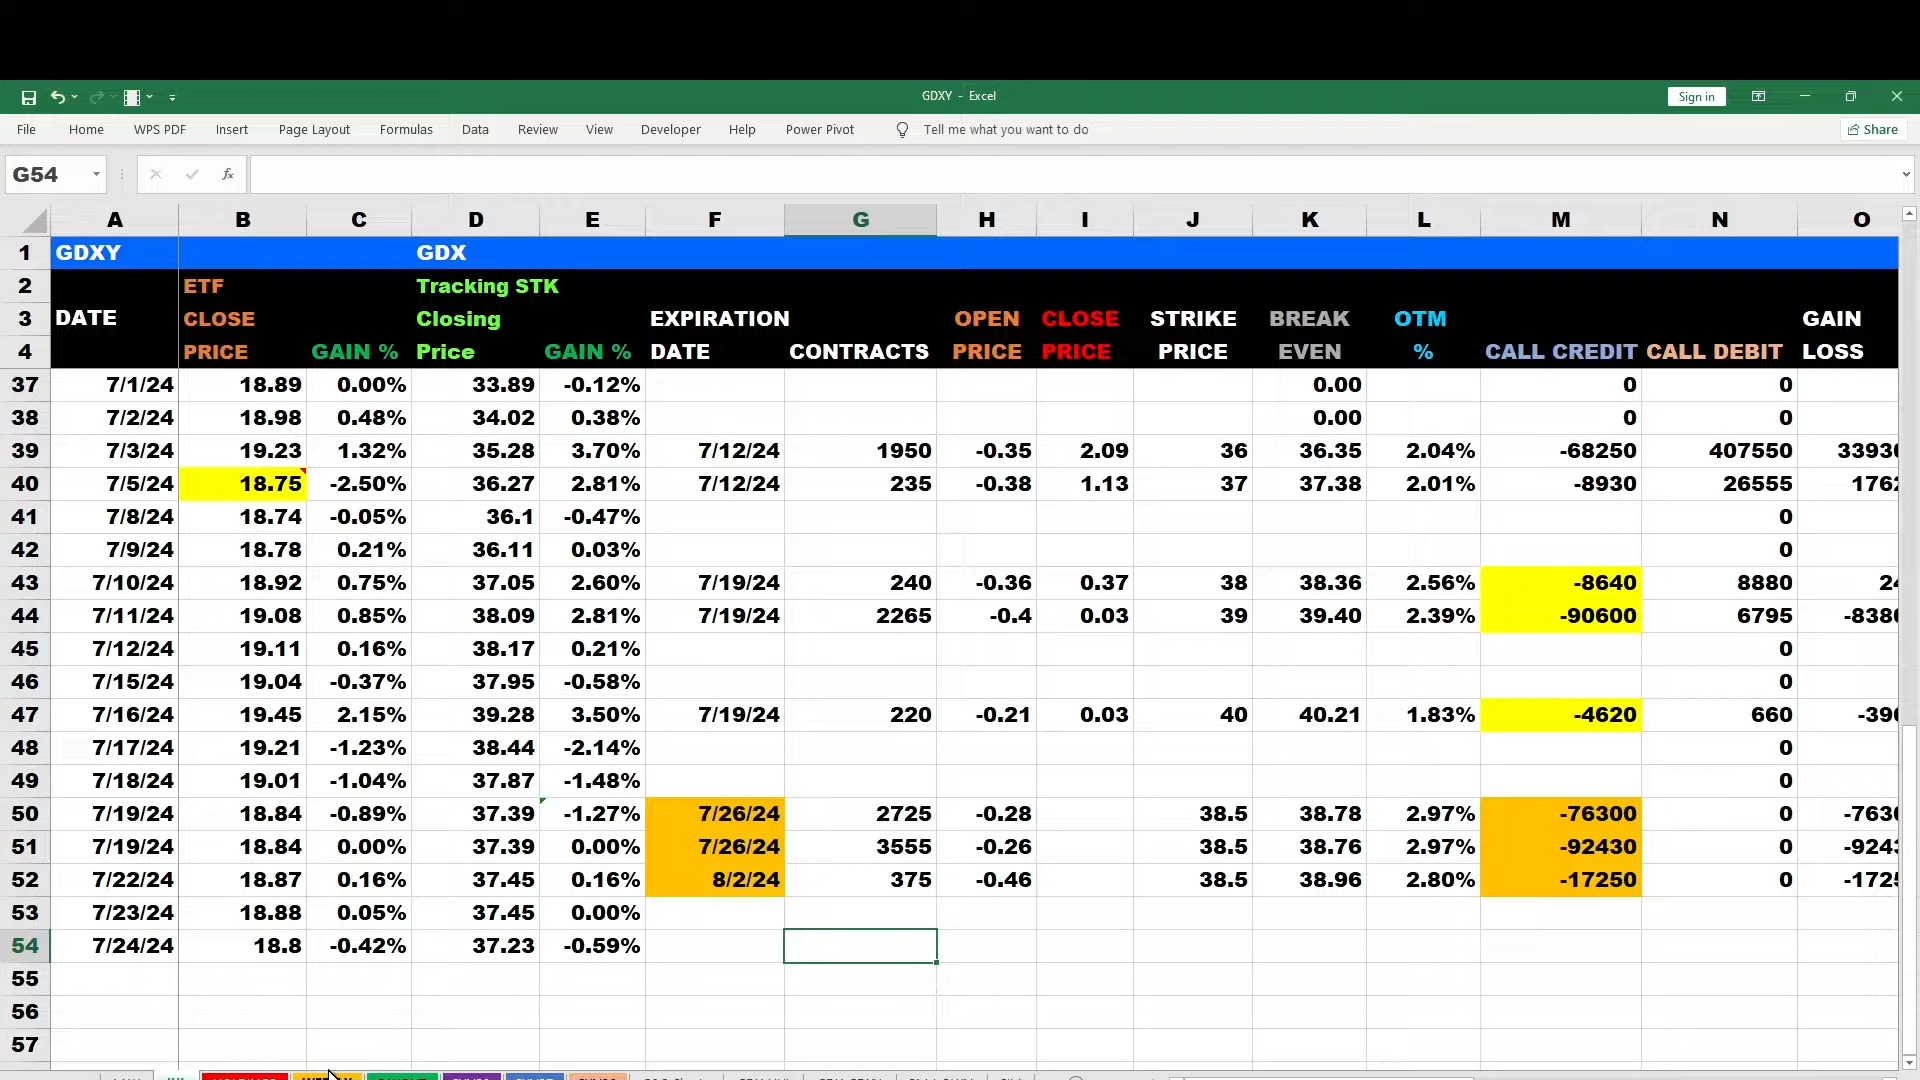 GDXY - Excel
Sign in
File Home WPS PDF Insert Page Layout Formulas Data Review View Developer Help Power Pivot Tell me what you want to do Share
G54 fx
A B C D E F G H I J K L M N O
1 GDXY GDX
2 ETF Tracking STK
3 DATE CLOSE Closing EXPIRATION OPEN CLOSE STRIKE BREAK OTM GAIN
4 PRICE GAIN % Price GAIN % DATE CONTRACTS PRICE PRICE PRICE EVEN % CALL CREDIT CALL DEBIT LOSS
37 7/1/24 18.89 0.00% 33.89 -0.12% 0.00 0 0
38 7/2/24 18.98 0.48% 34.02 0.38% 0.00 0 0
39 7/3/24 19.23 1.32% 35.28 3.70% 7/12/24 1950 -0.35 2.09 36 36.35 2.04% -68250 407550 33930
40 7/5/24 18.75 -2.50% 36.27 2.81% 7/12/24 235 -0.38 1.13 37 37.38 2.01% -8930 26555 1762
41 7/8/24 18.74 -0.05% 36.1 -0.47% 0
42 7/9/24 18.78 0.21% 36.11 0.03% 0
43 7/10/24 18.92 0.75% 37.05 2.60% 7/19/24 240 -0.36 0.37 38 38.36 2.56% -8640 8880 24
44 7/11/24 19.08 0.85% 38.09 2.81% 7/19/24 2265 -0.4 0.03 39 39.40 2.39% -90600 6795 -8380
45 7/12/24 19.11 0.16% 38.17 0.21% 0
46 7/15/24 19.04 -0.37% 37.95 -0.58% 0
47 7/16/24 19.45 2.15% 39.28 3.50% 7/19/24 220 -0.21 0.03 40 40.21 1.83% -4620 660 -396
48 7/17/24 19.21 -1.23% 38.44 -2.14% 0
49 7/18/24 19.01 -1.04% 37.87 -1.48% 0
50 7/19/24 18.84 -0.89% 37.39 -1.27% 7/26/24 2725 -0.28 38.5 38.78 2.97% -76300 0 -7630
51 7/19/24 18.84 0.00% 37.39 0.00% 7/26/24 3555 -0.26 38.5 38.76 2.97% -92430 0 -9243
52 7/22/24 18.87 0.16% 37.45 0.16% 8/2/24 375 -0.46 38.5 38.96 2.80% -17250 0 -1725
53 7/23/24 18.88 0.05% 37.45 0.00%
54 7/24/24 18.8 -0.42% 37.23 -0.59%
55
56
57